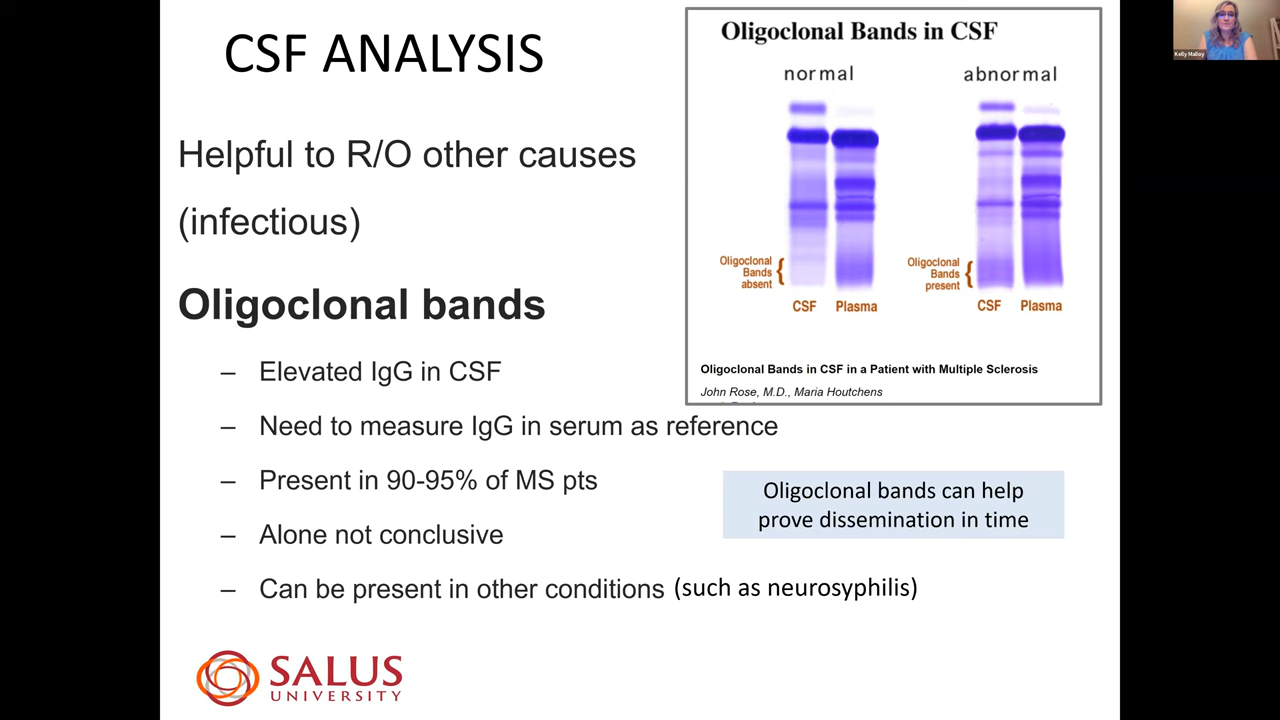 CSF ANALYSIS
Helpful to R/O other causes
(infectious)
Oligoclonal bands
– Elevated IgG in CSF
– Need to measure IgG in serum as reference
– Present in 90-95% of MS pts
– Alone not conclusive
– Can be present in other conditions (such as neurosyphilis)
Oligoclonal Bands in CSF
normal
abnormal
Oligoclonal
Bands
absent
CSF
Plasma
Oligoclonal
Bands
present
CSF
Plasma
Oligoclonal Bands in CSF in a Patient with Multiple Sclerosis
John Rose, M.D., Maria Houtchens
Oligoclonal bands can help
prove dissemination in time
SALUS
UNIVERSITY
Kelly Malloy